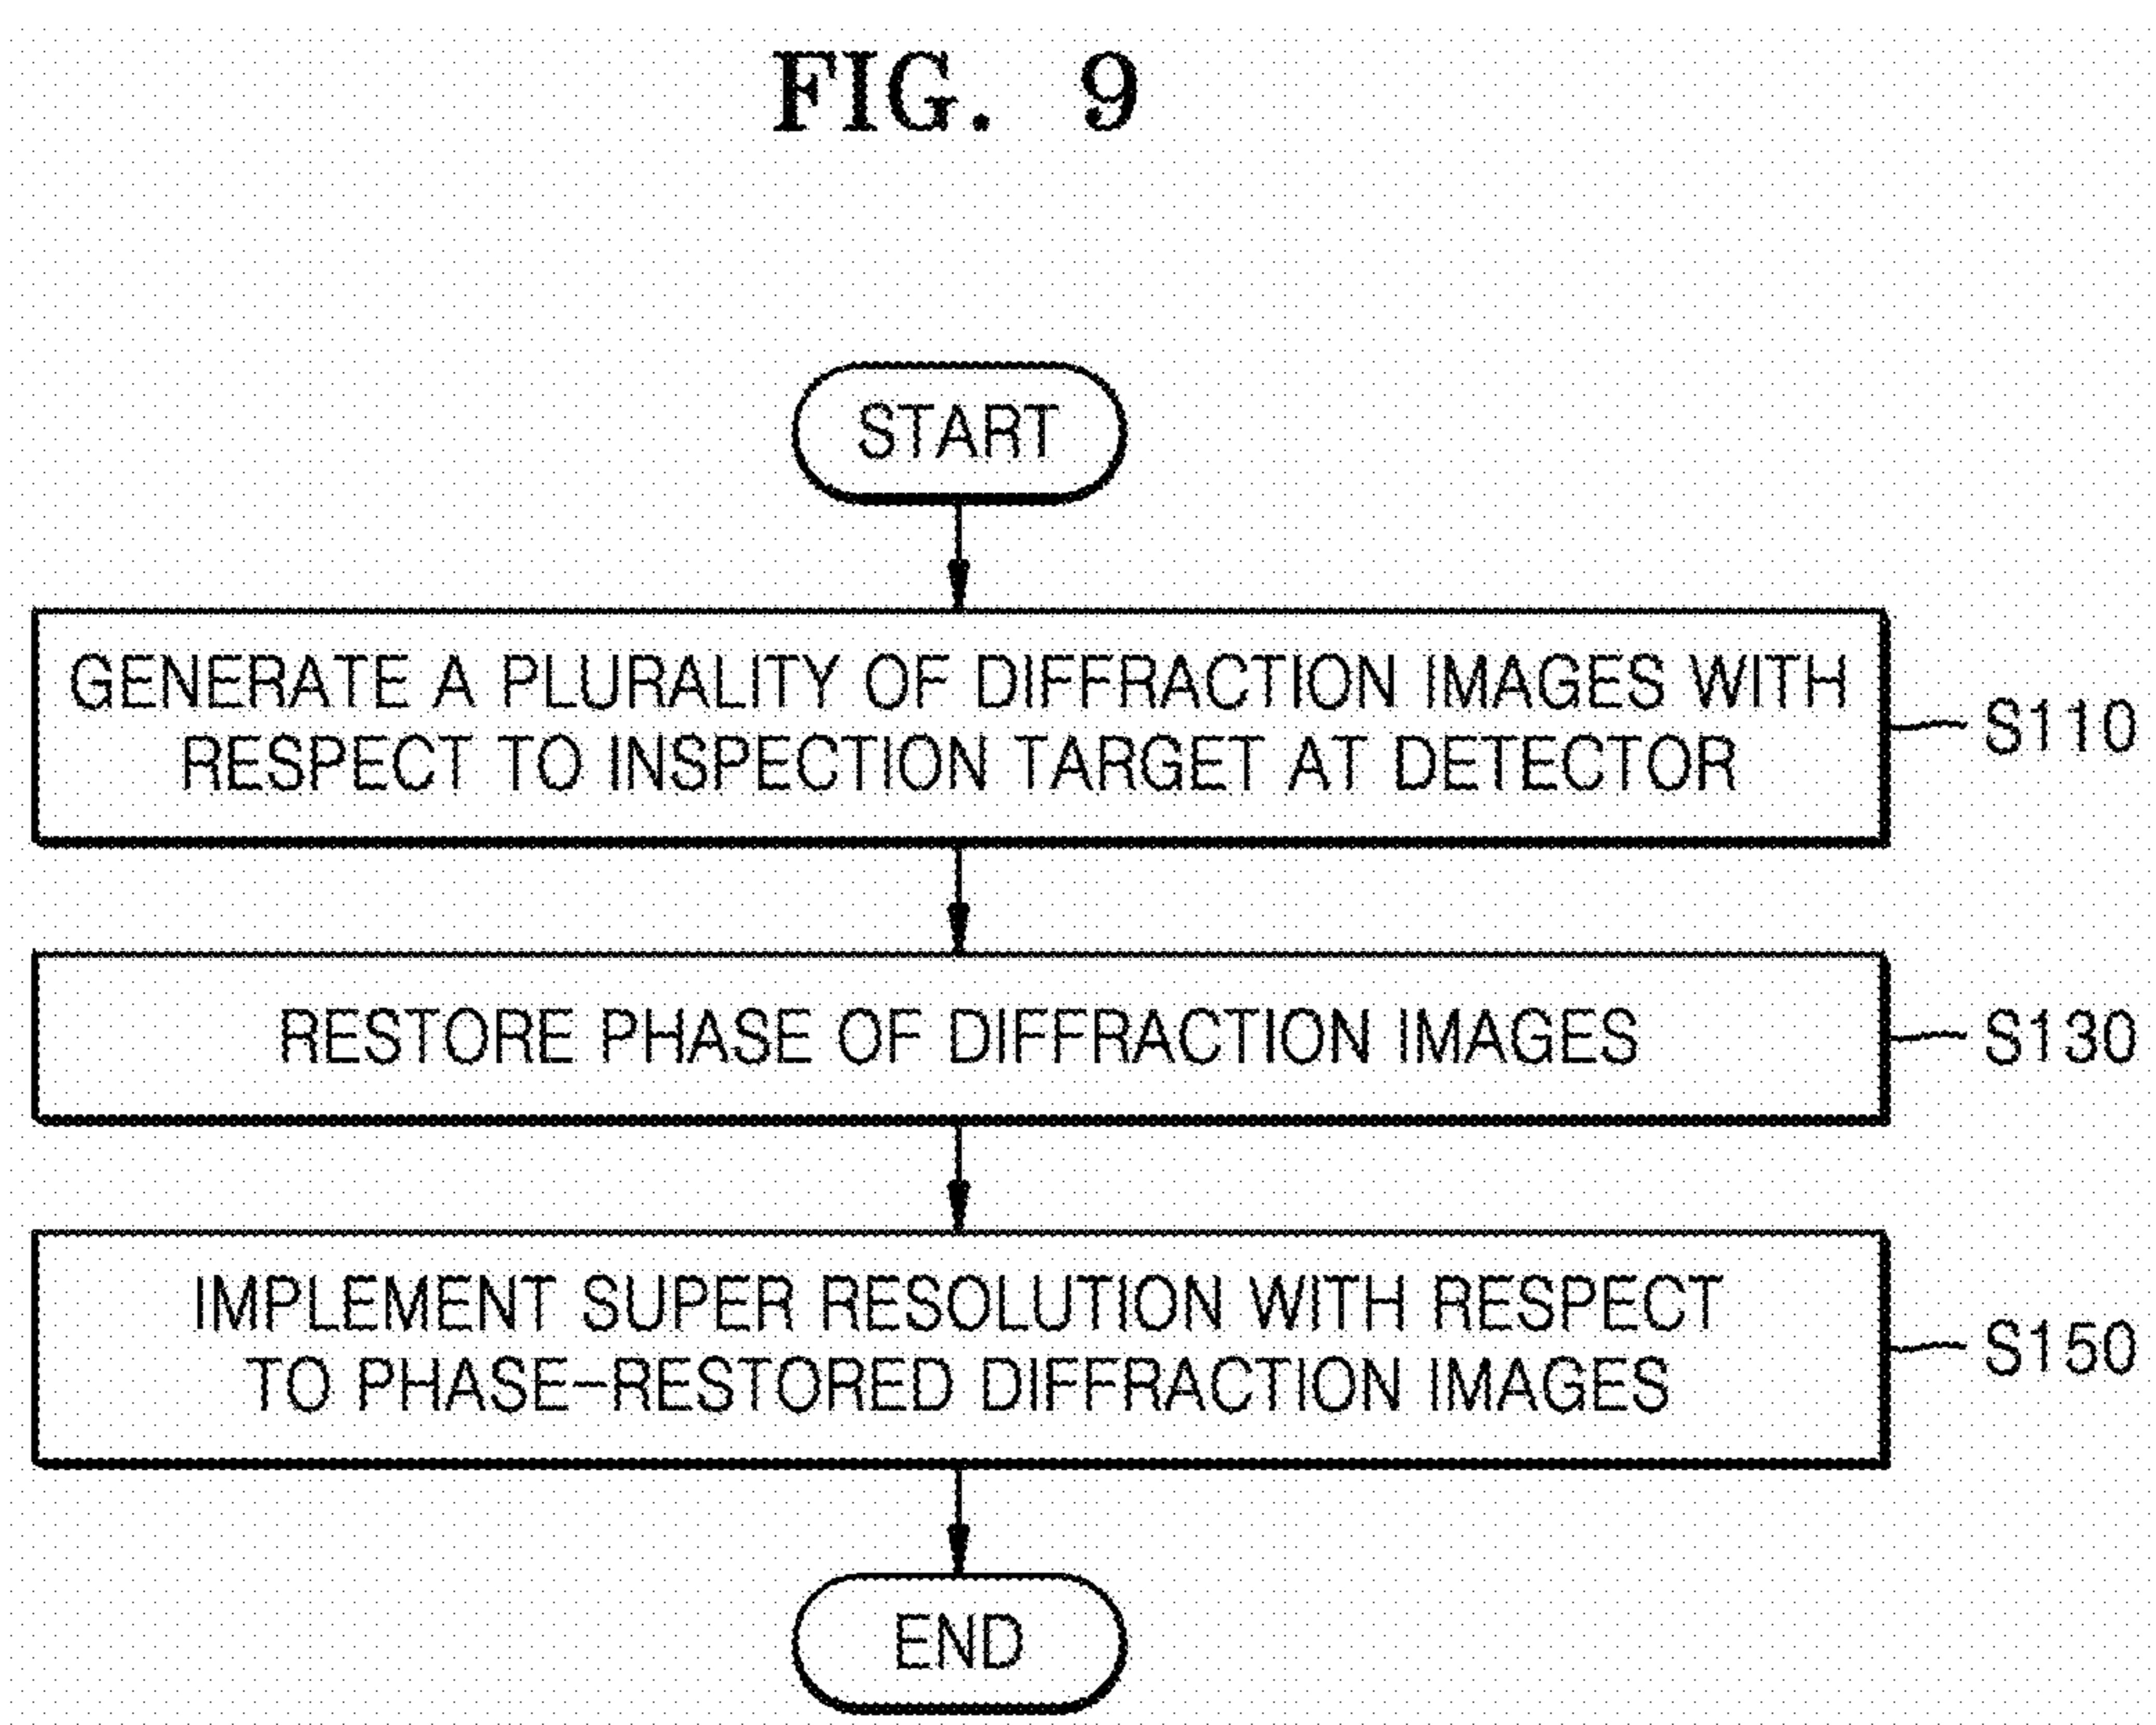 FIG. 9
START
GENERATE A PLURALITY OF DIFFRACTION IMAGES WITH
RESPECT TO INSPECTION TARGET AT DETECTOR
S110
RESTORE PHASE OF DIFFRACTION IMAGES
S130
IMPLEMENT SUPER RESOLUTION WITH RESPECT
TO PHASE-RESTORED DIFFRACTION IMAGES
S150
END